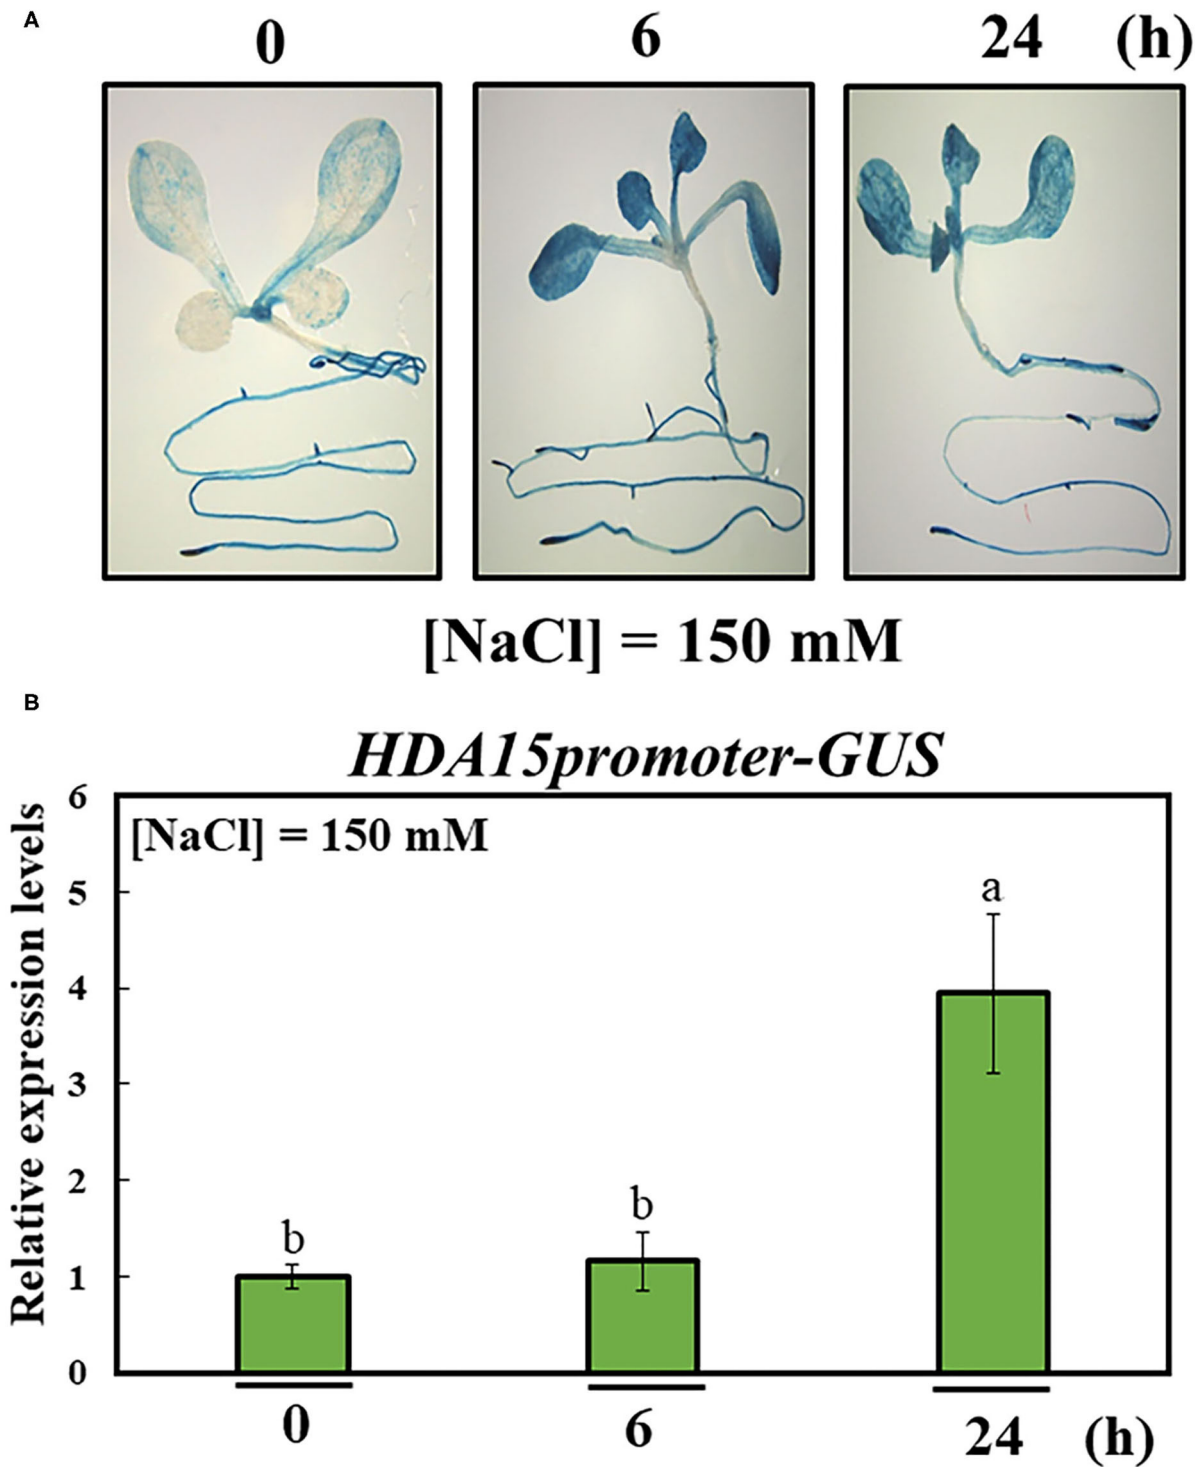 A
0 6 24 (h)
[NaCl] = 150 mM
B
HDA15promoter-GUS
[NaCl] = 150 mM
Relative expression levels
6
5
4
3
2
1
0
b
b
a
0 6 24 (h)